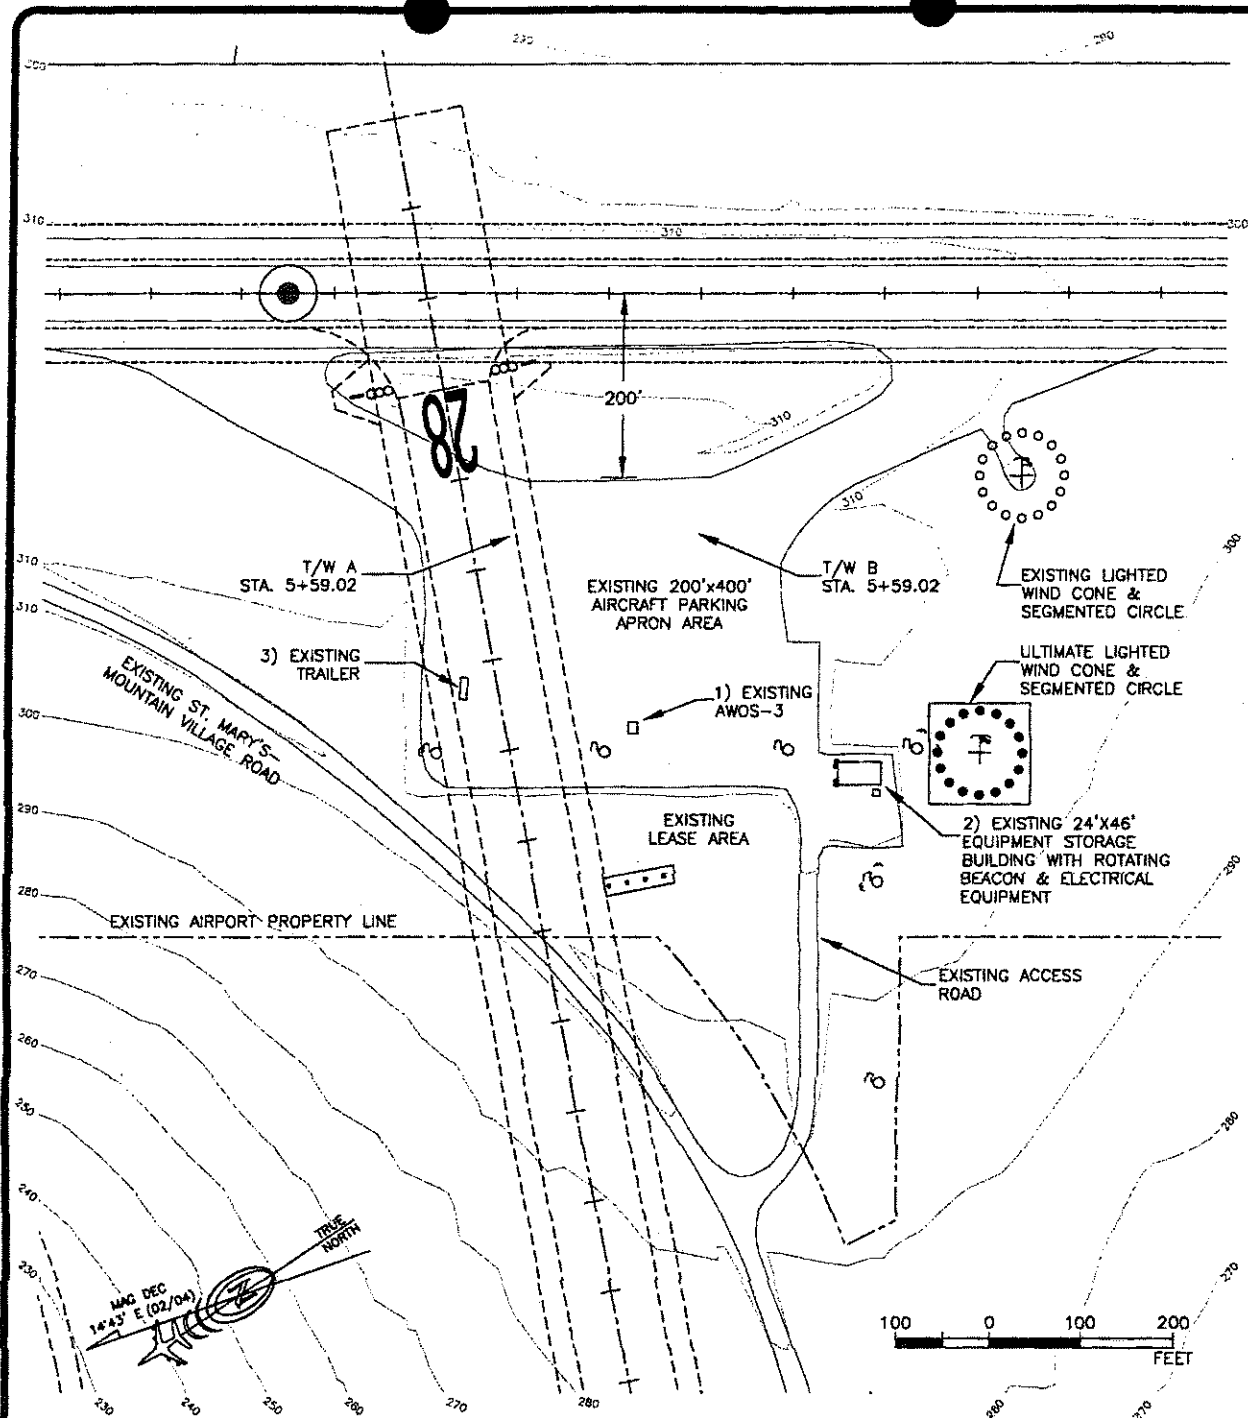 290
290
300
310
310
300
200'
310
28
310
T/W A
STA. 5+59.02
EXISTING 200'x400'
AIRCRAFT PARKING
APRON AREA
T/W B
STA. 5+59.02
EXISTING LIGHTED
WIND CONE &
SEGMENTED CIRCLE
300
310
310
3) EXISTING
TRAILER
EXISTING ST. MARY'S–
MOUNTAIN VILLAGE ROAD
1) EXISTING
AWOS-3
ULTIMATE LIGHTED
WIND CONE &
SEGMENTED CIRCLE
300
290
EXISTING
LEASE AREA
2) EXISTING 24'X46'
EQUIPMENT STORAGE
BUILDING WITH ROTATING
BEACON & ELECTRICAL
EQUIPMENT
290
280
EXISTING AIRPORT PROPERTY LINE
270
EXISTING ACCESS
ROAD
260
250
280
240
230
TRUE
NORTH
MAG DEC
14°43' E (02/04)
270
100 0 100 200
FEET
230
240
250
260
270
280
280
270